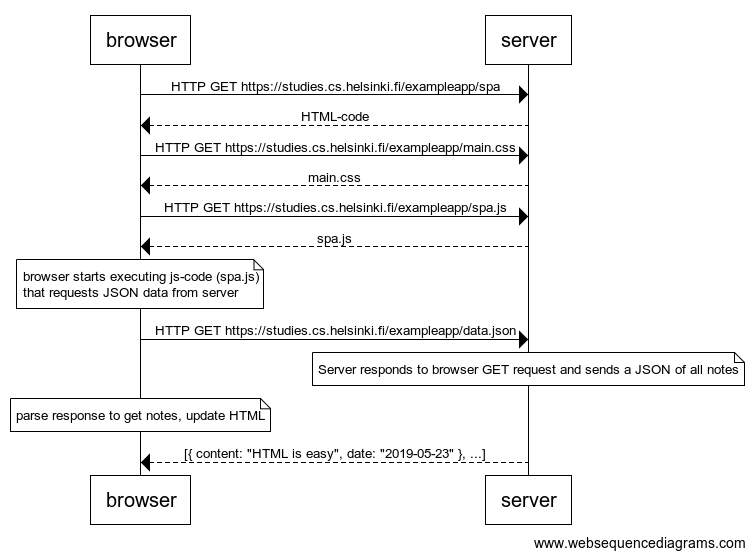 browser
server
HTTP GET https://studies.cs.helsinki.fi/exampleapp/spa
HTML-code
HTTP GET https://studies.cs.helsinki.fi/exampleapp/main.css
main.css
HTTP GET https://studies.cs.helsinki.fi/exampleapp/spa.js
spa.js
browser starts executing js-code (spa.js)
that requests JSON data from server
HTTP GET https://studies.cs.helsinki.fi/exampleapp/data.json
Server responds to browser GET request and sends a JSON of all notes
parse response to get notes, update HTML
[{ content: "HTML is easy", date: "2019-05-23" }, ...]
browser
server
www.websequencediagrams.com